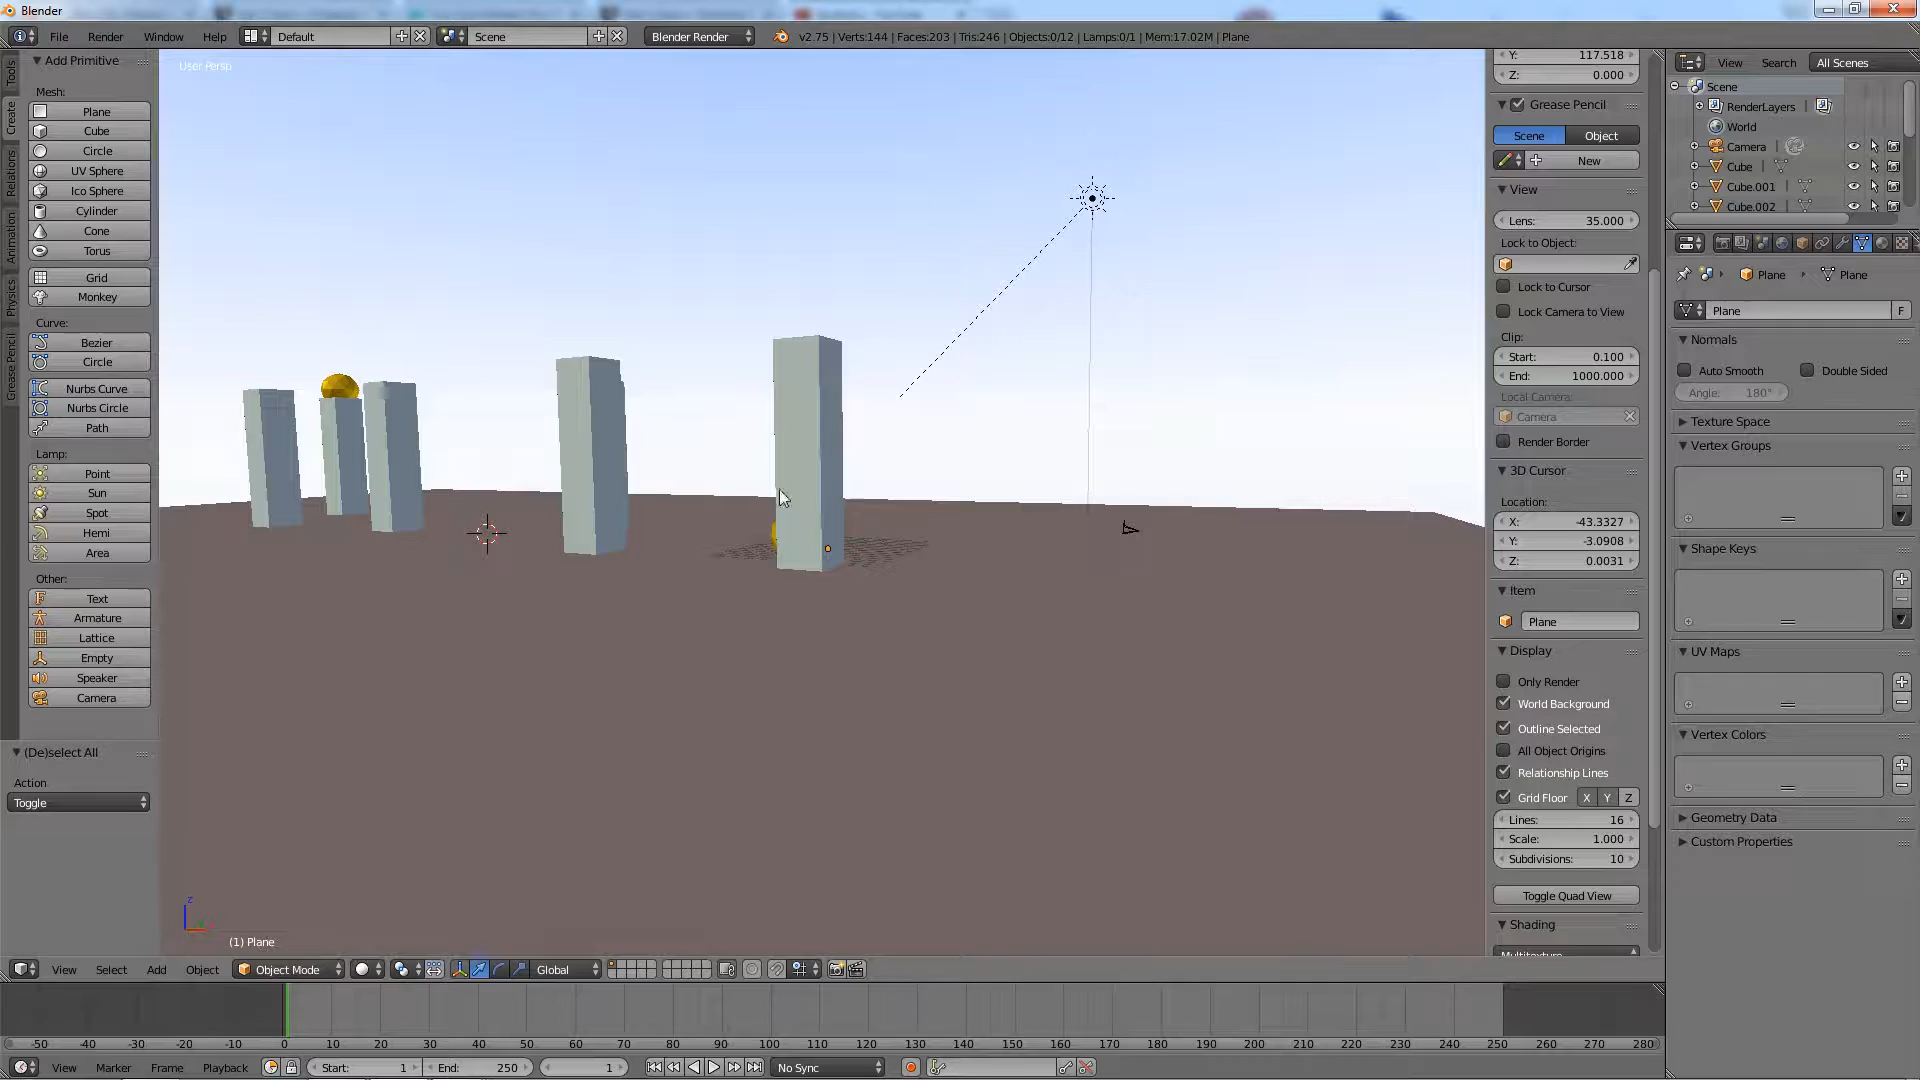 Blender
File Render Window Help Default Scene Blender Render v2.75 | Verts:144 | Faces:203 | Tris:246 | Objects:0/12 | Lamps:0/1 | Mem:17.02M | Plane
Tools
Create
Relations
Animation
Physics
Grease Pencil
Add Primitive
Mesh:
Plane
Cube
Circle
UV Sphere
Ico Sphere
Cylinder
Cone
Torus
Grid
Monkey
Curve:
Bezier
Circle
Nurbs Curve
Nurbs Circle
Path
Lamp:
Point
Sun
Spot
Hemi
Area
Other:
Text
Armature
Lattice
Empty
Speaker
Camera
(De)select All
Action
Toggle
User Persp
z
(1) Plane
Y: 117.518
Z: 0.000
Grease Pencil
Scene Object
New
View
Lens: 35.000
Lock to Object:
Lock to Cursor
Lock Camera to View
Clip:
Start: 0.100
End: 1000.000
Local Camera:
Camera
Render Border
3D Cursor
Location:
X: -43.3327
Y: -3.0908
Z: 0.0031
Item
Plane
Display
Only Render
World Background
Outline Selected
All Object Origins
Relationship Lines
Grid Floor X Y Z
Lines: 16
Scale: 1.000
Subdivisions: 10
Toggle Quad View
Shading
Multitexture
View Search All Scenes
Scene
RenderLayers |
World
Camera |
Cube |
Cube.001 |
Cube.002 |
Plane Plane
Plane F
Normals
Auto Smooth Double Sided
Angle: 180°
Texture Space
Vertex Groups
Shape Keys
UV Maps
Vertex Colors
Geometry Data
Custom Properties
View Select Add Object Object Mode Global
-50 -40 -30 -20 -10 0 10 20 30 40 50 60 70 80 90 100 110 120 130 140 150 160 170 180 190 200 210 220 230 240 250 260 270 280
View Marker Frame Playback Start: 1 End: 250 1 No Sync